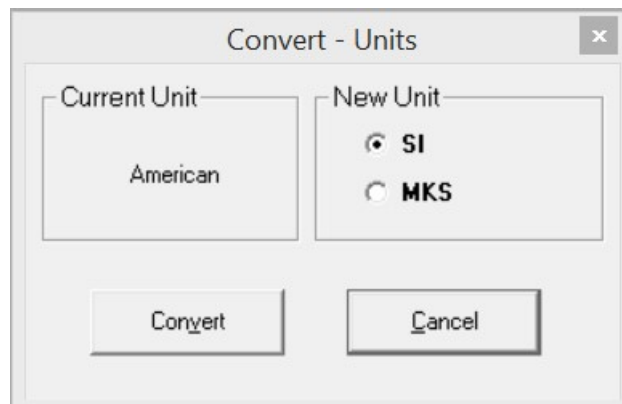 Convert - Units
Current Unit
American
New Unit
SI
MKS
Convert
Cancel